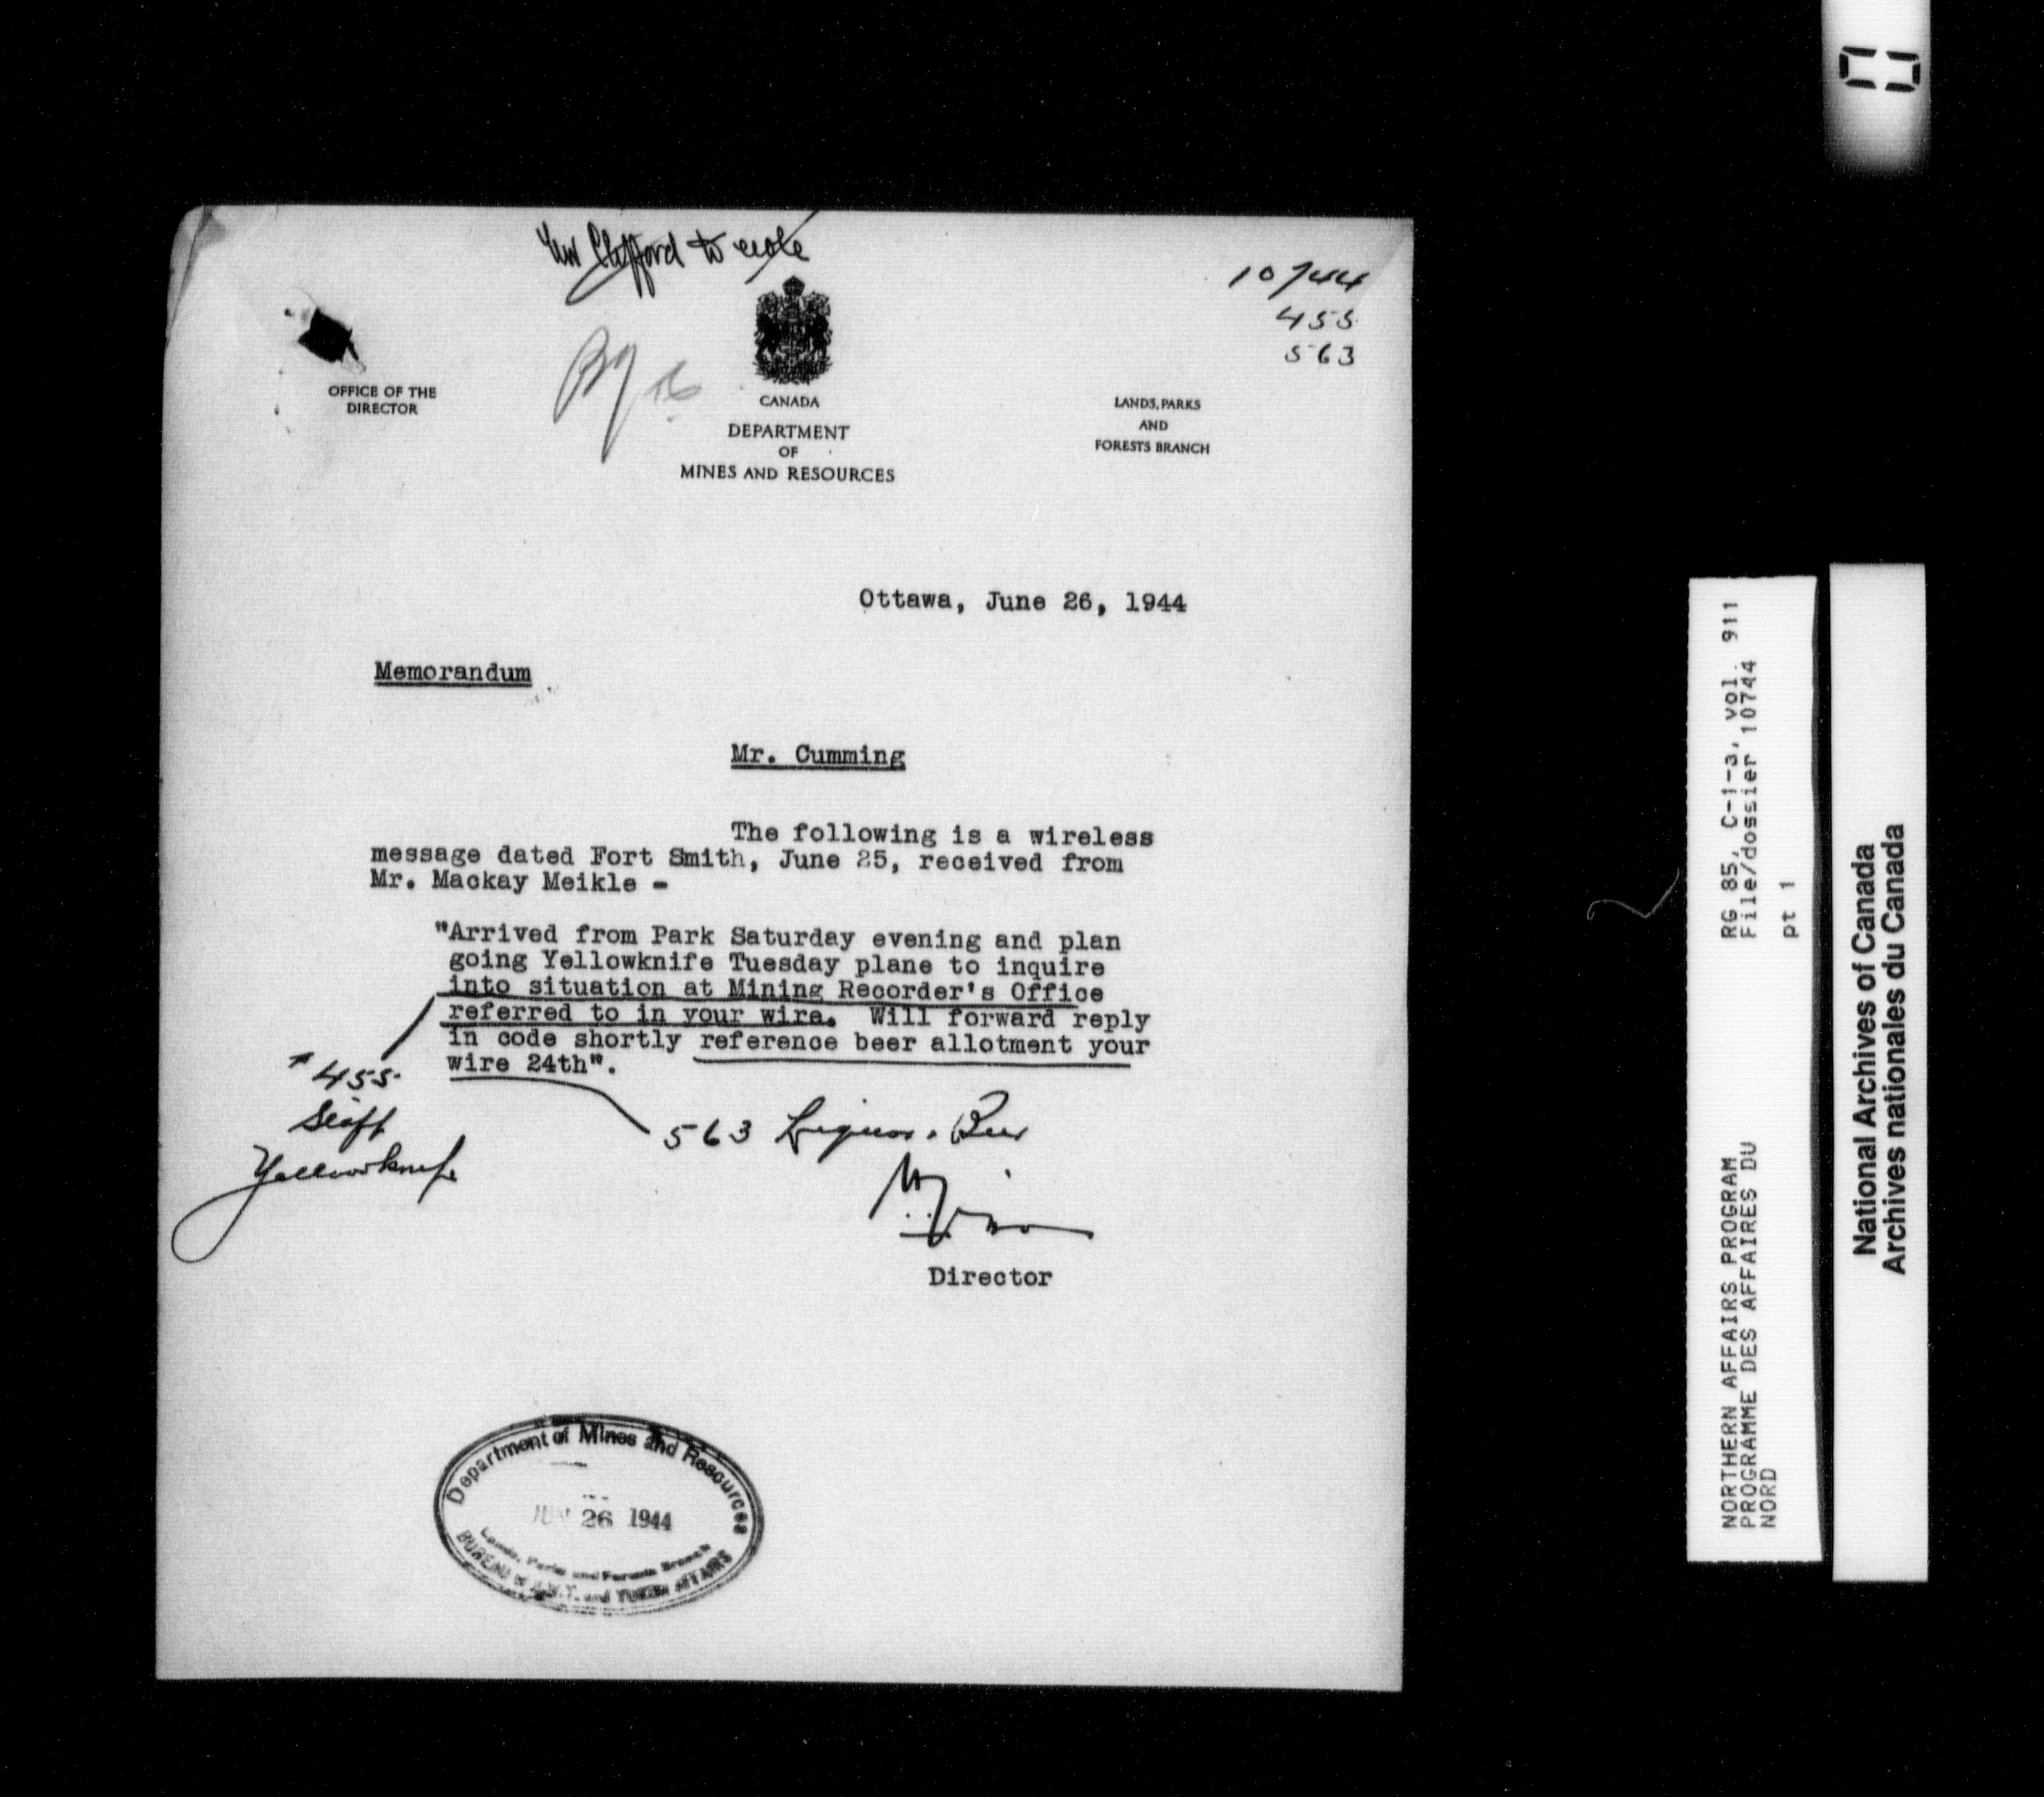 Mr Clifford to note
10744
455
563
OFFICE OF THE
DIRECTOR
CANADA
DEPARTMENT
OF
MINES AND RESOURCES
LANDS, PARKS
AND
FORESTS BRANCH
Ottawa, June 26, 1944
Memorandum
Mr. Cumming
The following is a wireless
message dated Fort Smith, June 25, received from
Mr. Mackay Meikle -
"Arrived from Park Saturday evening and plan
going Yellowknife Tuesday plane to inquire
into situation at Mining Recorder's Office
referred to in your wire. Will forward reply
in code shortly reference beer allotment your
wire 24th".
# 455
Staff
Yellowknife
563 Liquor. Beer
Director
Department of Mines and Resources
JUN 26 1944
Lands, Parks and Forests Branch
BUREAU of N.W.T. and YUKON AFFAIRS
RG 85, C-1-a, vol. 911
File/dossier 10744
pt 1
NORTHERN AFFAIRS PROGRAM
PROGRAMME DES AFFAIRES DU
NORD
National Archives of Canada
Archives nationales du Canada